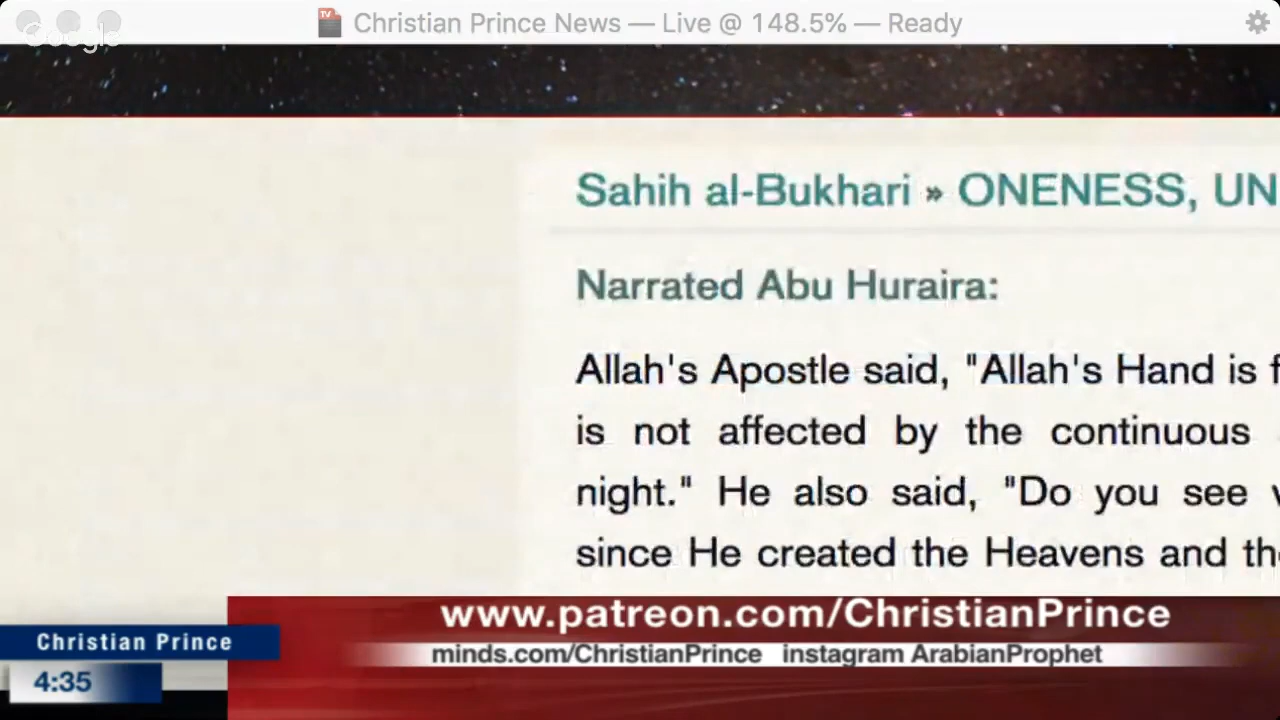 Christian Prince News — Live @ 148.5% — Ready
Google
Sahih al-Bukhari » ONENESS, UN
Narrated Abu Huraira:
Allah's Apostle said, "Allah's Hand is f
is not affected by the continuous
night." He also said, "Do you see
since He created the Heavens and th
www.patreon.com/ChristianPrince
minds.com/ChristianPrince instagram ArabianProphet
Christian Prince
4:35